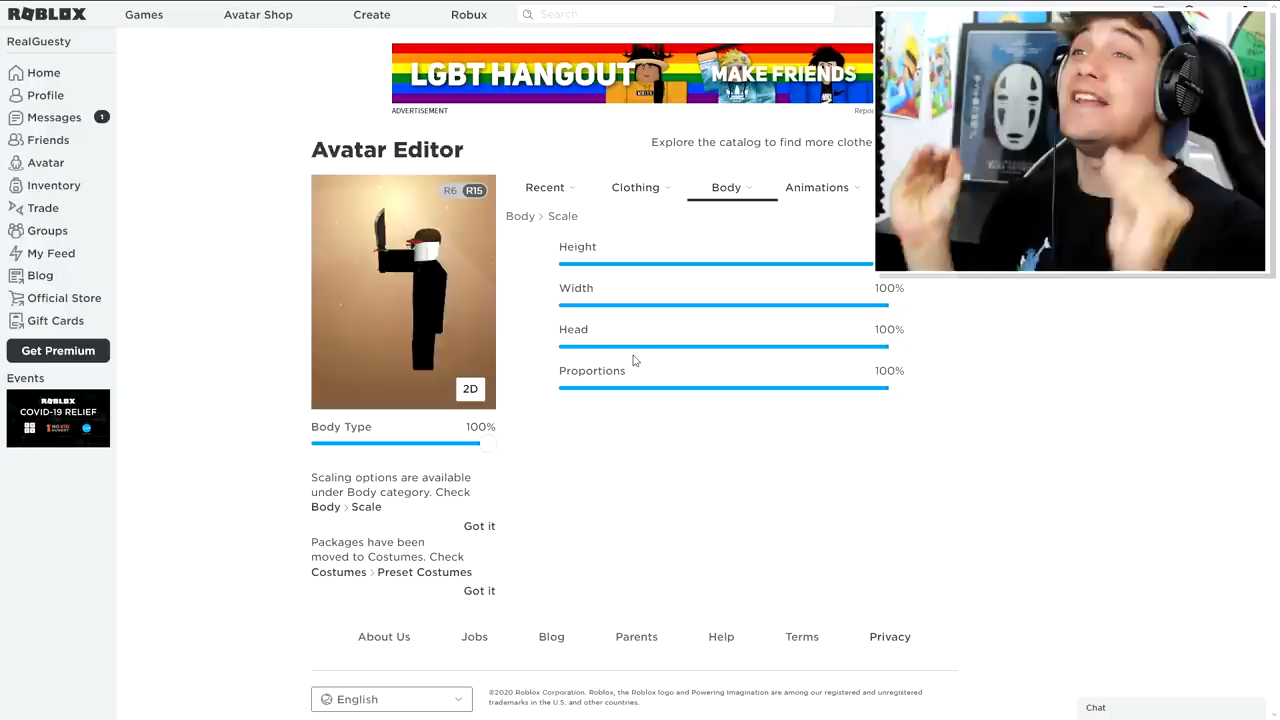 ROBLOX
Games
Avatar Shop
Create
Robux
Search
RealGuesty
Home
Profile
Messages
1
Friends
Avatar
Inventory
Trade
Groups
My Feed
Blog
Official Store
Gift Cards
Get Premium
Events
ROBLOX
COVID-19 RELIEF
NO KID
HUNGRY
LGBT HANGOUT
MAKE FRIENDS
ADVERTISEMENT
Avatar Editor
Explore the catalog to find more clothe
R6
R15
2D
Body Type
100%
Scaling options are available
under Body category. Check
Body > Scale
Got it
Packages have been
moved to Costumes. Check
Costumes > Preset Costumes
Got it
Recent
Clothing
Body
Animations
Body > Scale
Height
Width
100%
Head
100%
Proportions
100%
About Us
Jobs
Blog
Parents
Help
Terms
Privacy
English
©2020 Roblox Corporation. Roblox, the Roblox logo and Powering Imagination are among our registered and unregistered
trademarks in the U.S. and other countries.
Chat